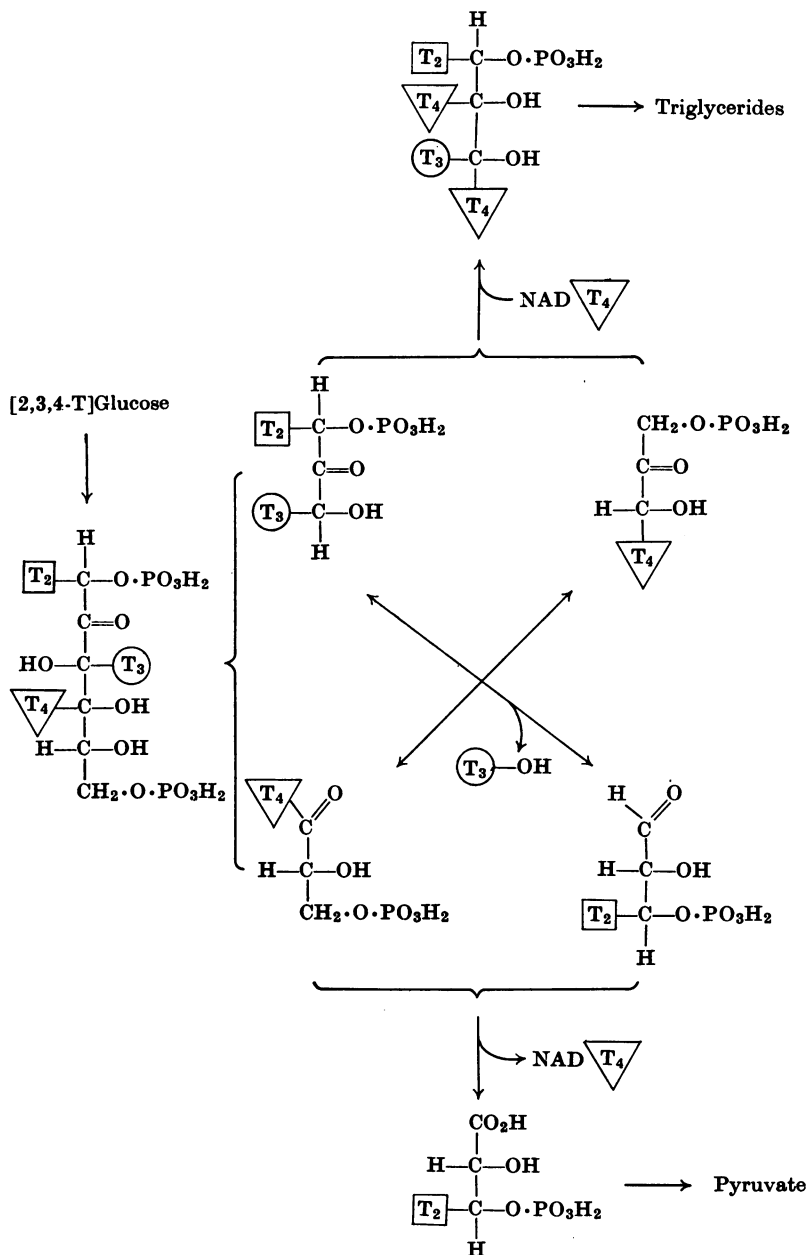 H
T₂—C—O·PO₃H₂
T₄—C—OH → Triglycerides
T₃—C—OH
T₄
NAD T₄
[2,3,4-T]Glucose
H
T₂—C—O·PO₃H₂
C=O
T₃—C—OH
H
CH₂·O·PO₃H₂
C=O
H—C—OH
T₄
H
T₂—C—O·PO₃H₂
C=O
HO—C—T₃
T₄—C—OH
H—C—OH
CH₂·O·PO₃H₂
T₃—OH
T₄ O
C
H—C—OH
CH₂·O·PO₃H₂
H O
C
H—C—OH
T₂—C—O·PO₃H₂
H
NAD T₄
CO₂H
H—C—OH
T₂—C—O·PO₃H₂ → Pyruvate
H